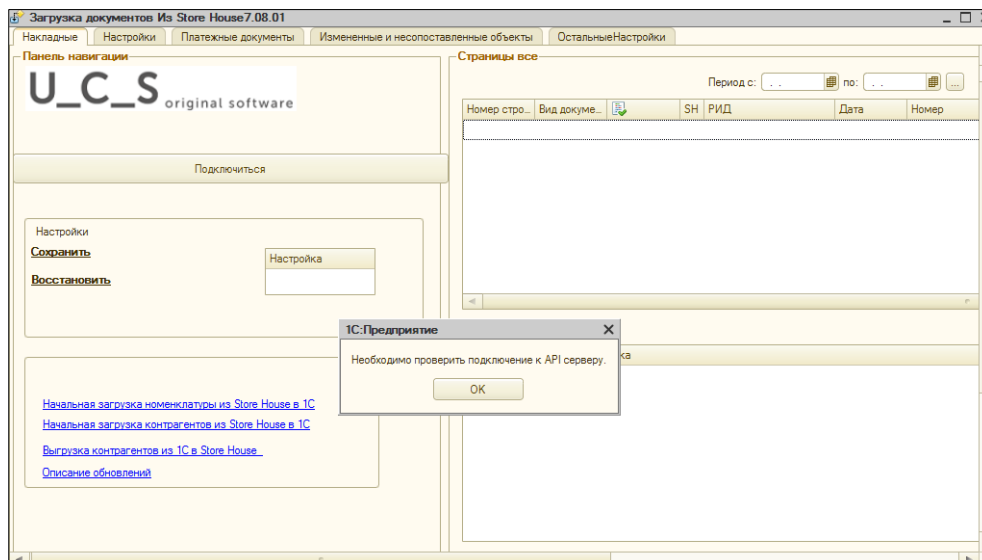 Загрузка документов Из Store House7.08.01
Накладные Настройки Платежные документы Измененные и несопоставленные объекты ОстальныеНастройки
Панель навигации
U_C_S original software
Подключиться
Настройки
Сохранить
Восстановить
Настройка
Начальная загрузка номенклатуры из Store House в 1С
Начальная загрузка контрагентов из Store House в 1С
Выгрузка контрагентов из 1С в Store House
Описание обновлений
Страницы все
Период с: . . по: . . ...
Номер стро... Вид докуме... SH РИД Дата Номер
ка
1С:Предприятие
Необходимо проверить подключение к API серверу.
OK